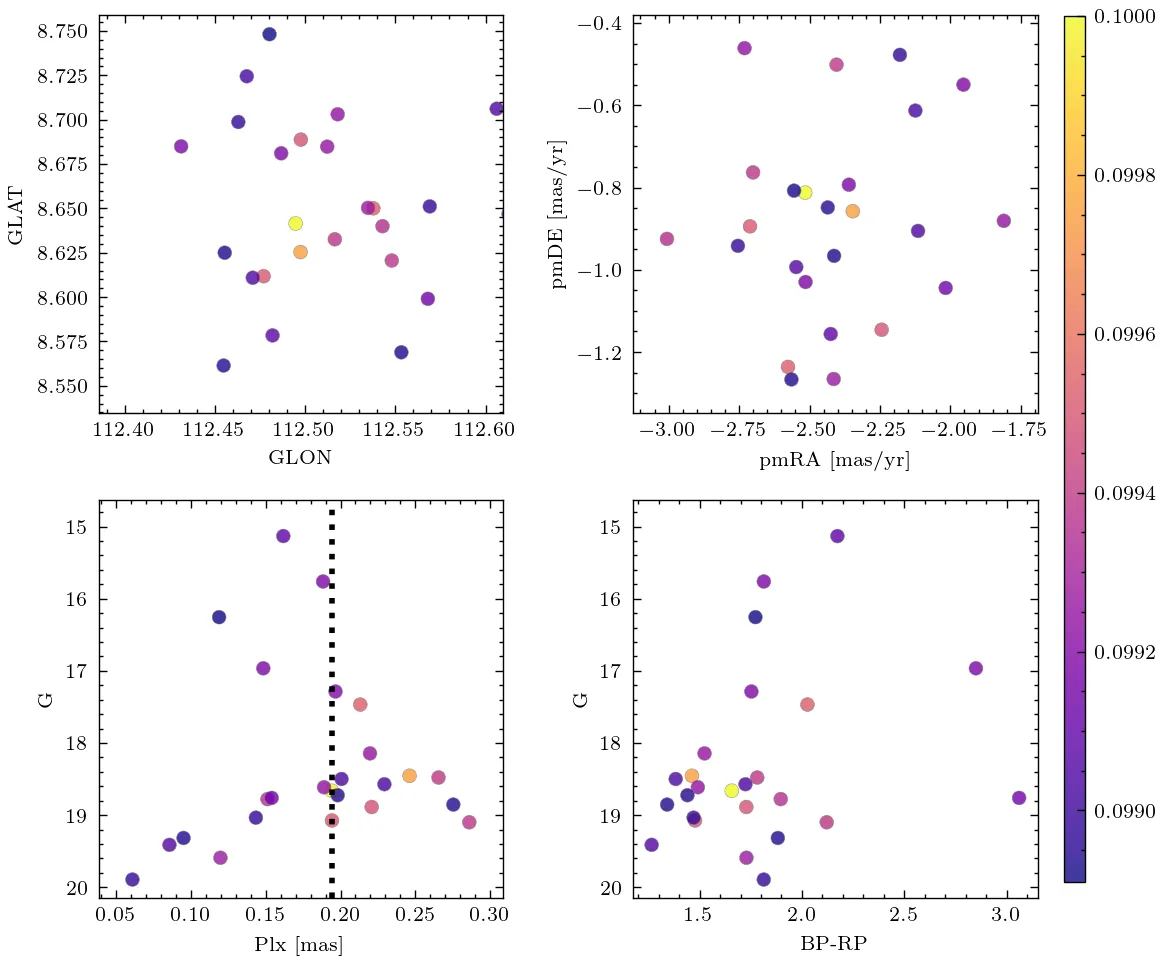 8.750
8.725
8.700
8.675
8.650
8.625
8.600
8.575
8.550
GLAT
112.40 112.45 112.50 112.55 112.60
GLON
−0.4
−0.6
−0.8
−1.0
−1.2
pmDE [mas/yr]
−3.00 −2.75 −2.50 −2.25 −2.00 −1.75
pmRA [mas/yr]
15
16
17
18
19
20
G
0.05 0.10 0.15 0.20 0.25 0.30
Plx [mas]
15
16
17
18
19
20
G
1.5 2.0 2.5 3.0
BP-RP
0.1000
0.0998
0.0996
0.0994
0.0992
0.0990